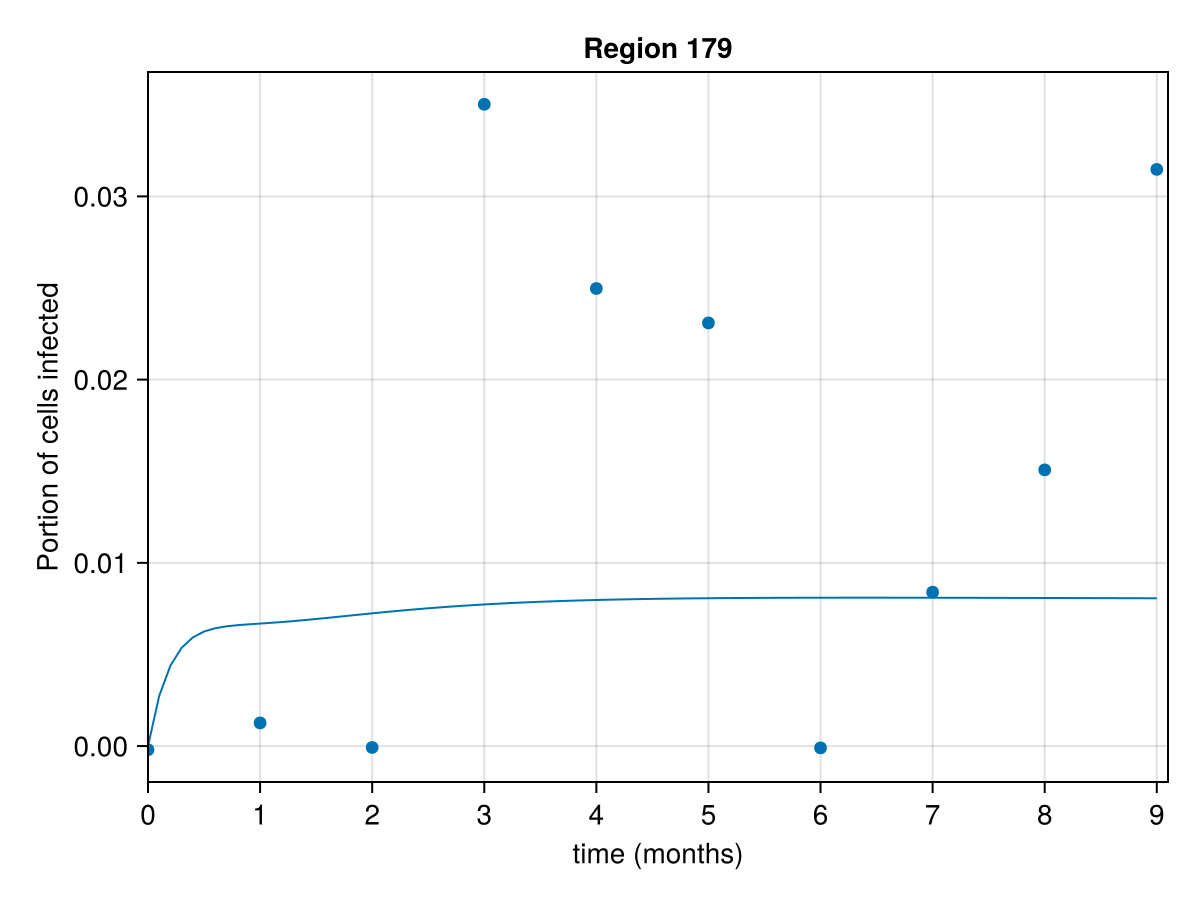 Region 179
Portion of cells infected
0.03
0.02
0.01
0.00
0 1 2 3 4 5 6 7 8 9
time (months)